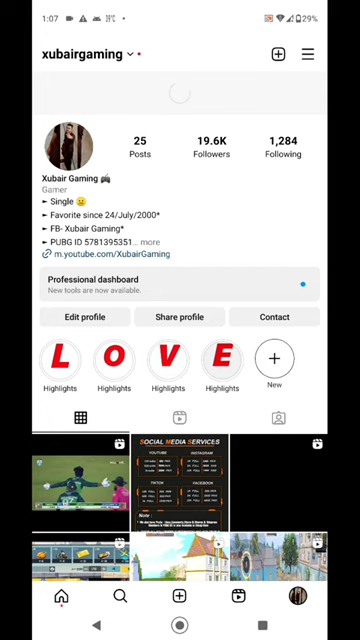 1:07
29%
xubairgaming
25
19.6K
1,284
Posts
Followers
Following
Xubair Gaming
Gamer
► Single
► Favorite since 24/July/2000*
► FB- Xubair Gaming*
► PUBG ID 5781395351... more
m.youtube.com/XubairGaming
Professional dashboard
New tools are now available.
Edit profile
Share profile
Contact
L
O
V
E
Highlights
Highlights
Highlights
Highlights
New
SOCIAL MEDIA SERVICES
YOUTUBE
INSTAGRAM
TIKTOK
FACEBOOK
Note :